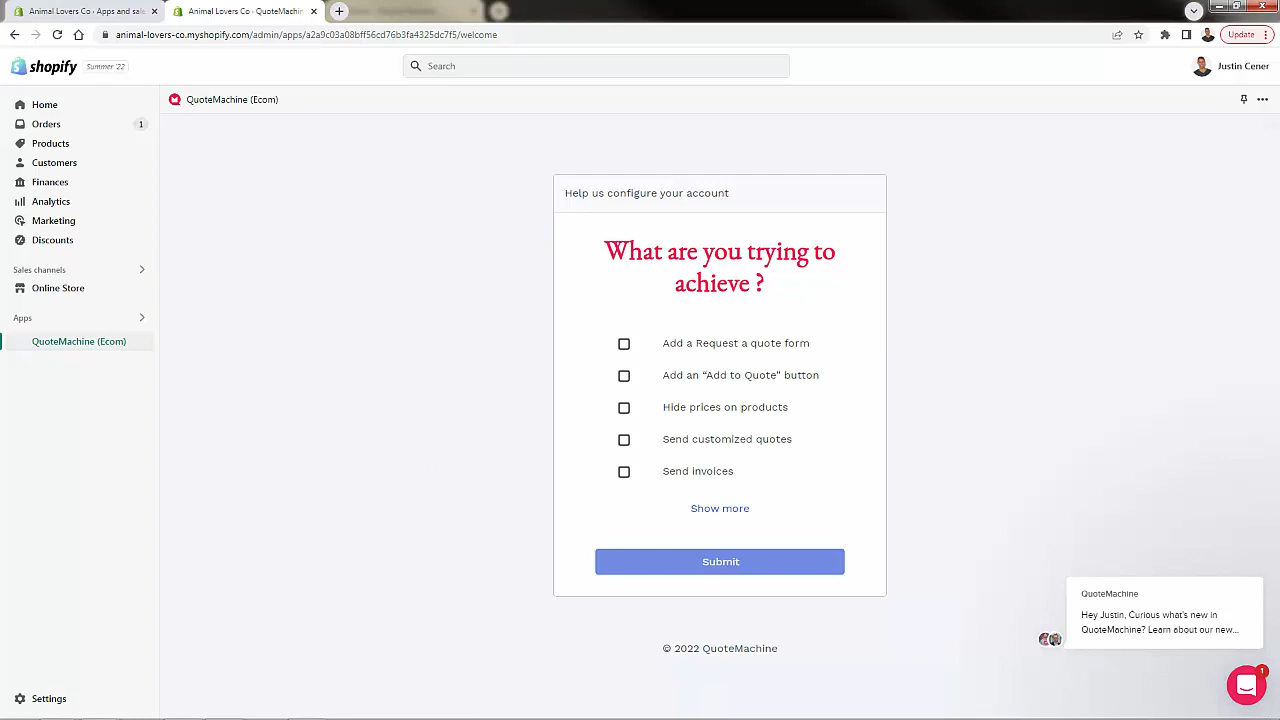 Animal Lovers Co · Apps and sale
Animal Lovers Co · QuoteMachin
animal-lovers-co.myshopify.com/admin/apps/a2a9c03a08bff56cd76b3fa4325dc7f5/welcome
Update
shopify
Summer '22
Search
Justin Cener
Home
Orders
1
Products
Customers
Finances
Analytics
Marketing
Discounts
Sales channels
Online Store
Apps
QuoteMachine (Ecom)
Settings
QuoteMachine (Ecom)
Help us configure your account
What are you trying to
achieve ?
Add a Request a quote form
Add an “Add to Quote” button
Hide prices on products
Send customized quotes
Send invoices
Show more
Submit
© 2022 QuoteMachine
QuoteMachine
Hey Justin, Curious what's new in
QuoteMachine? Learn about our new...
1